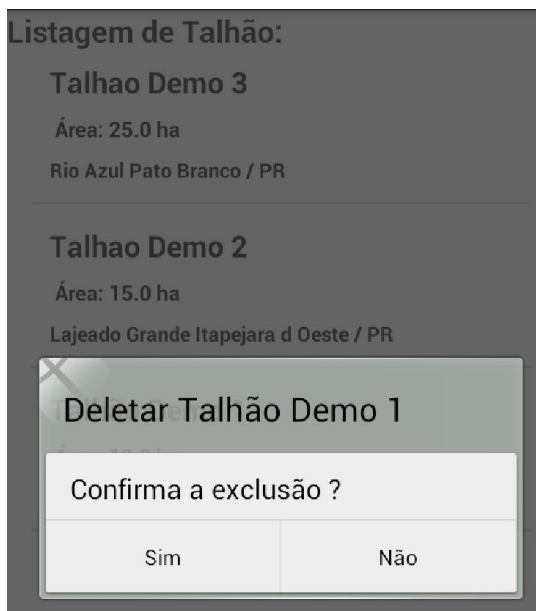 Listagem de Talhão:
Talhao Demo 3
Área: 25.0 ha
Rio Azul Pato Branco / PR
Talhao Demo 2
Área: 15.0 ha
Lajeado Grande Itapejara d Oeste / PR
Deletar Talhão Demo 1
Confirma a exclusão ?
Sim
Não